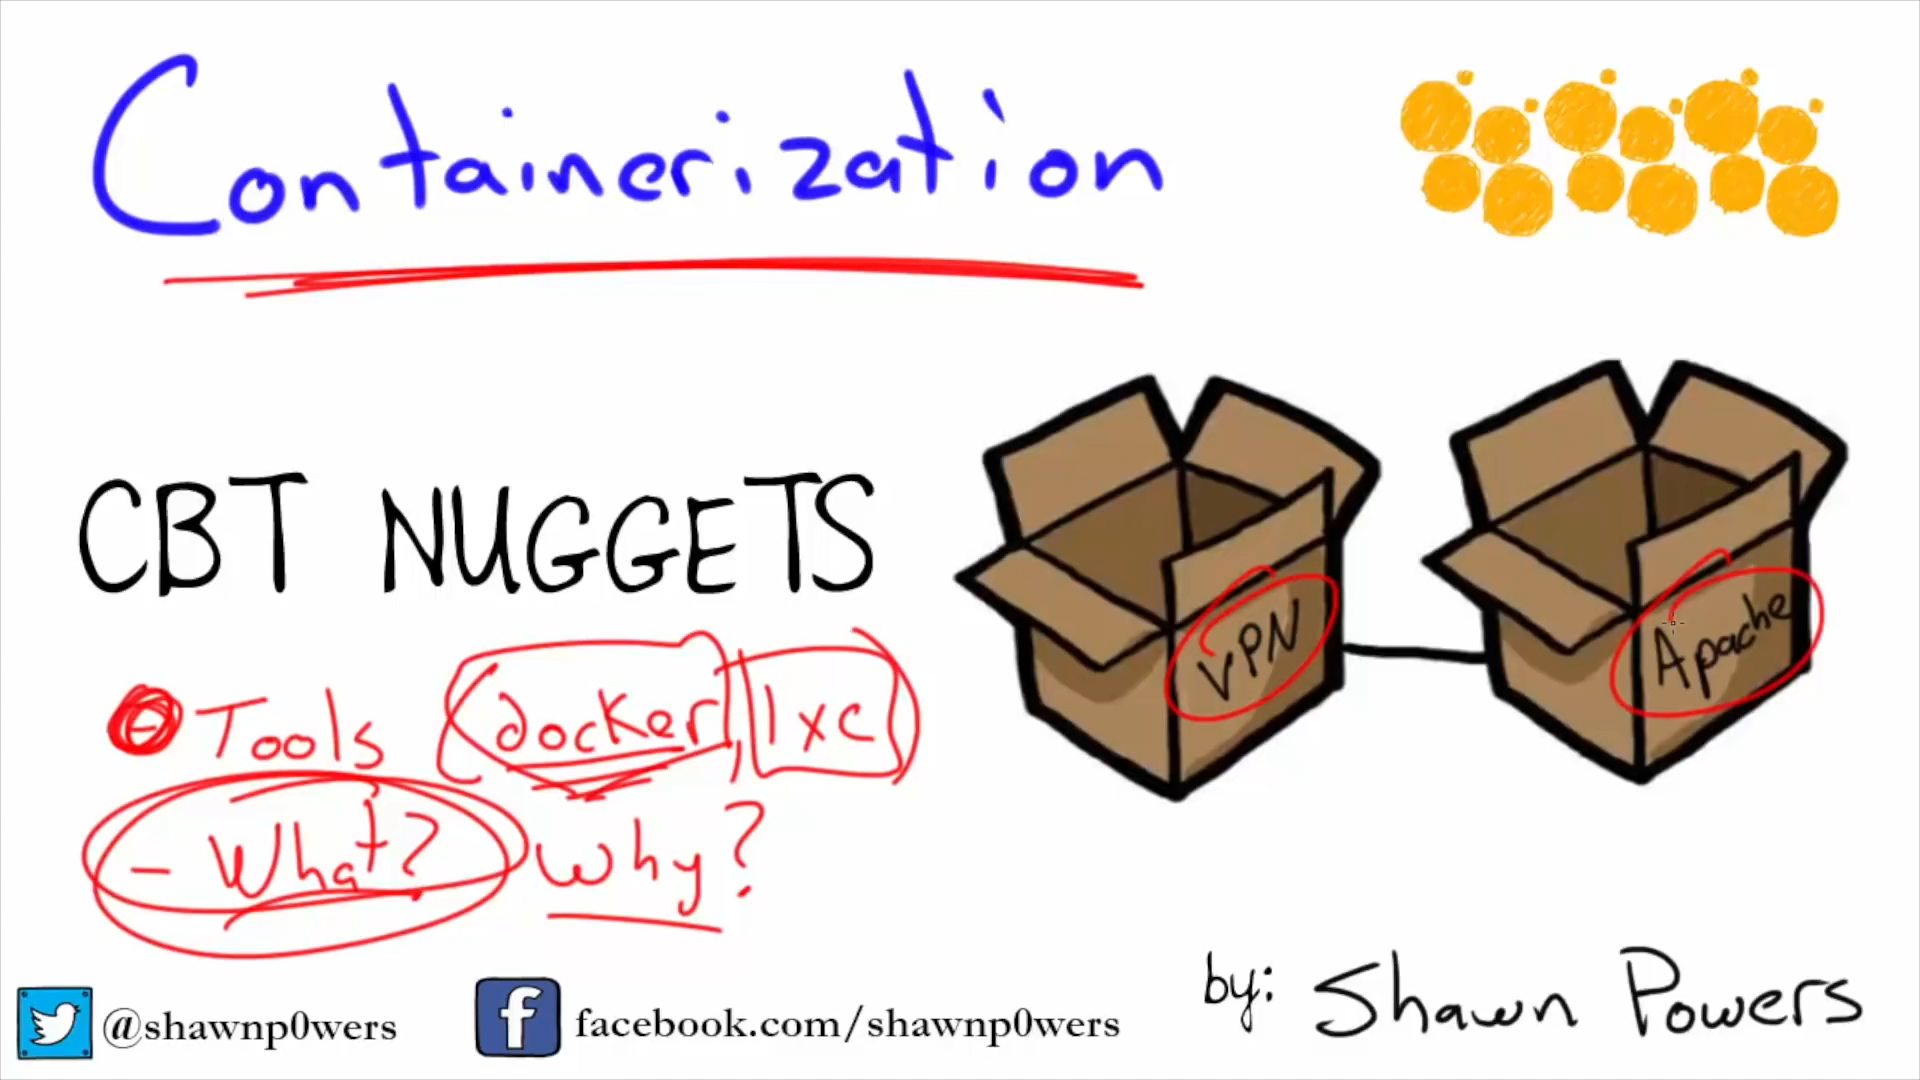 Containerization
CBT NUGGETS
VPN
Apache
Tools (docker, lxc)
- What? why?
by: Shawn Powers
@shawnp0wers
facebook.com/shawnp0wers